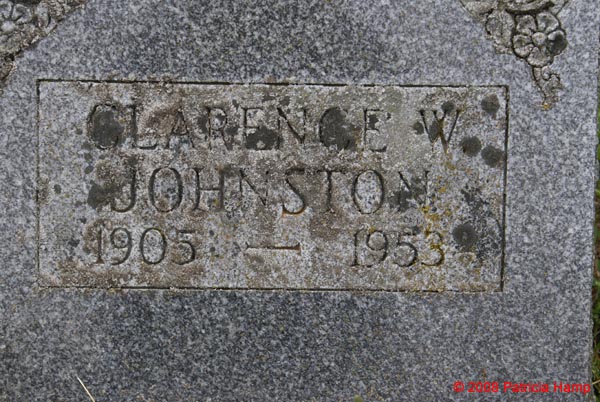 CLARENCE W
JOHNSTON
1905 — 1953
© 2008 Patricia Hamp